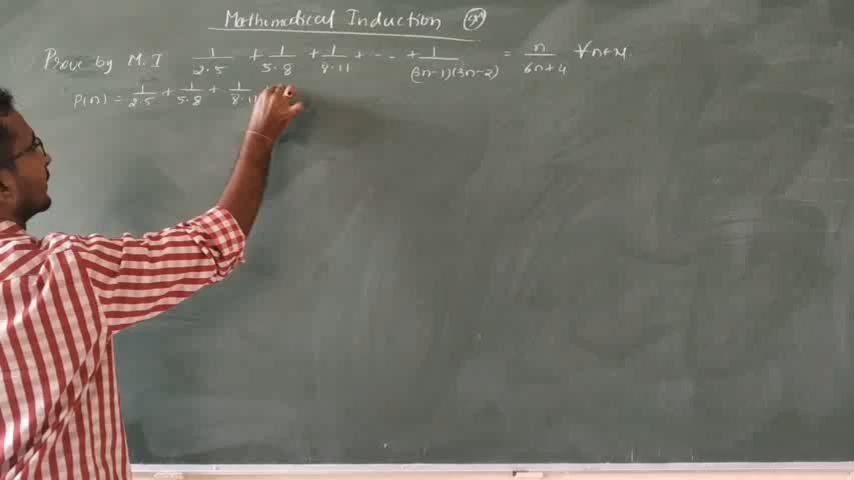 Mathematical Induction
Prove by M.I 1/2·5 + 1/5·8 + 1/8·11 + - - - + 1/(3n-1)(3n-2) = n/6n+4 ∀n∈N.
P(n) = 1/2·5 + 1/5·8 + 1/8·11